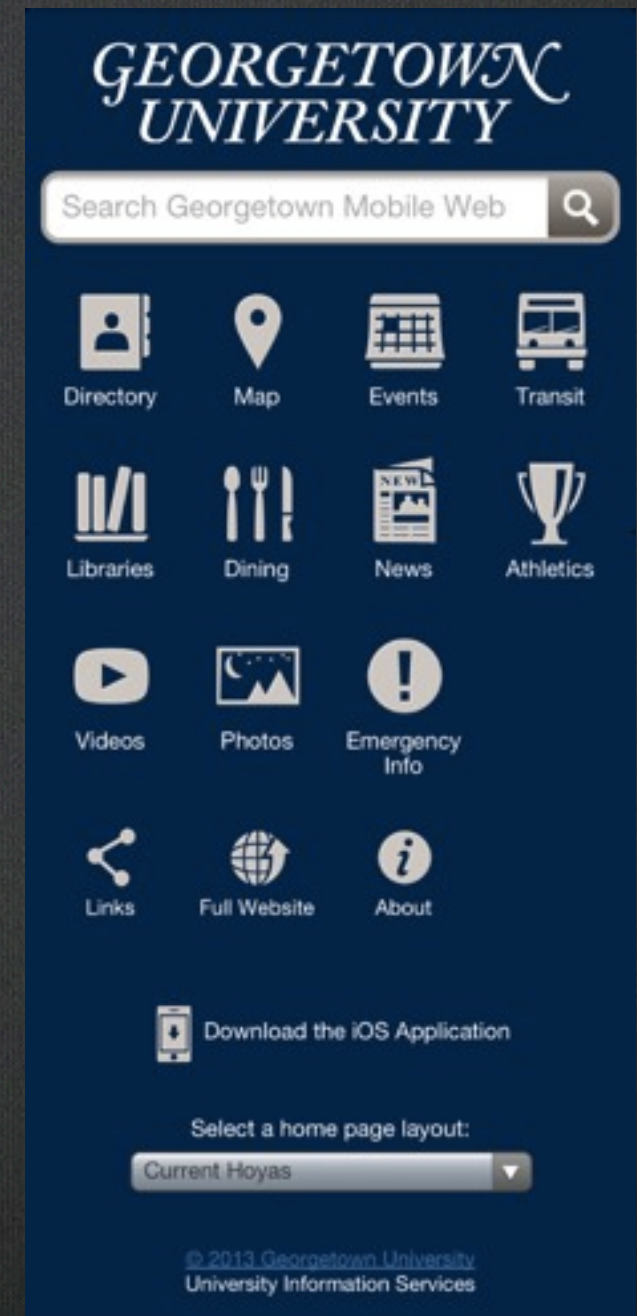 GEORGETOWN
UNIVERSITY
Search Georgetown Mobile Web
Directory Map Events Transit
NEW
Libraries Dining News Athletics
Videos Photos Emergency
Info
Links Full Website About
Download the iOS Application
Select a home page layout:
Current Hoyas
© 2013 Georgetown University
University Information Services